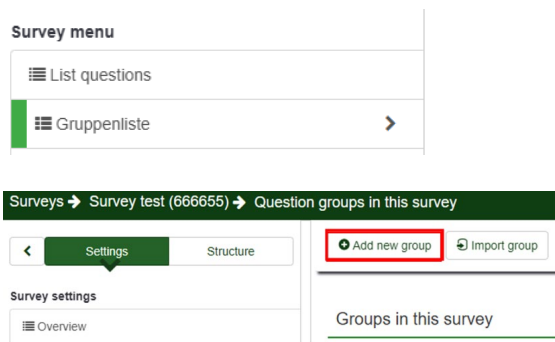 Survey menu
List questions
Gruppenliste
Surveys → Survey test (666655) → Question groups in this survey
Settings Structure Add new group Import group
Survey settings
Overview
Groups in this survey